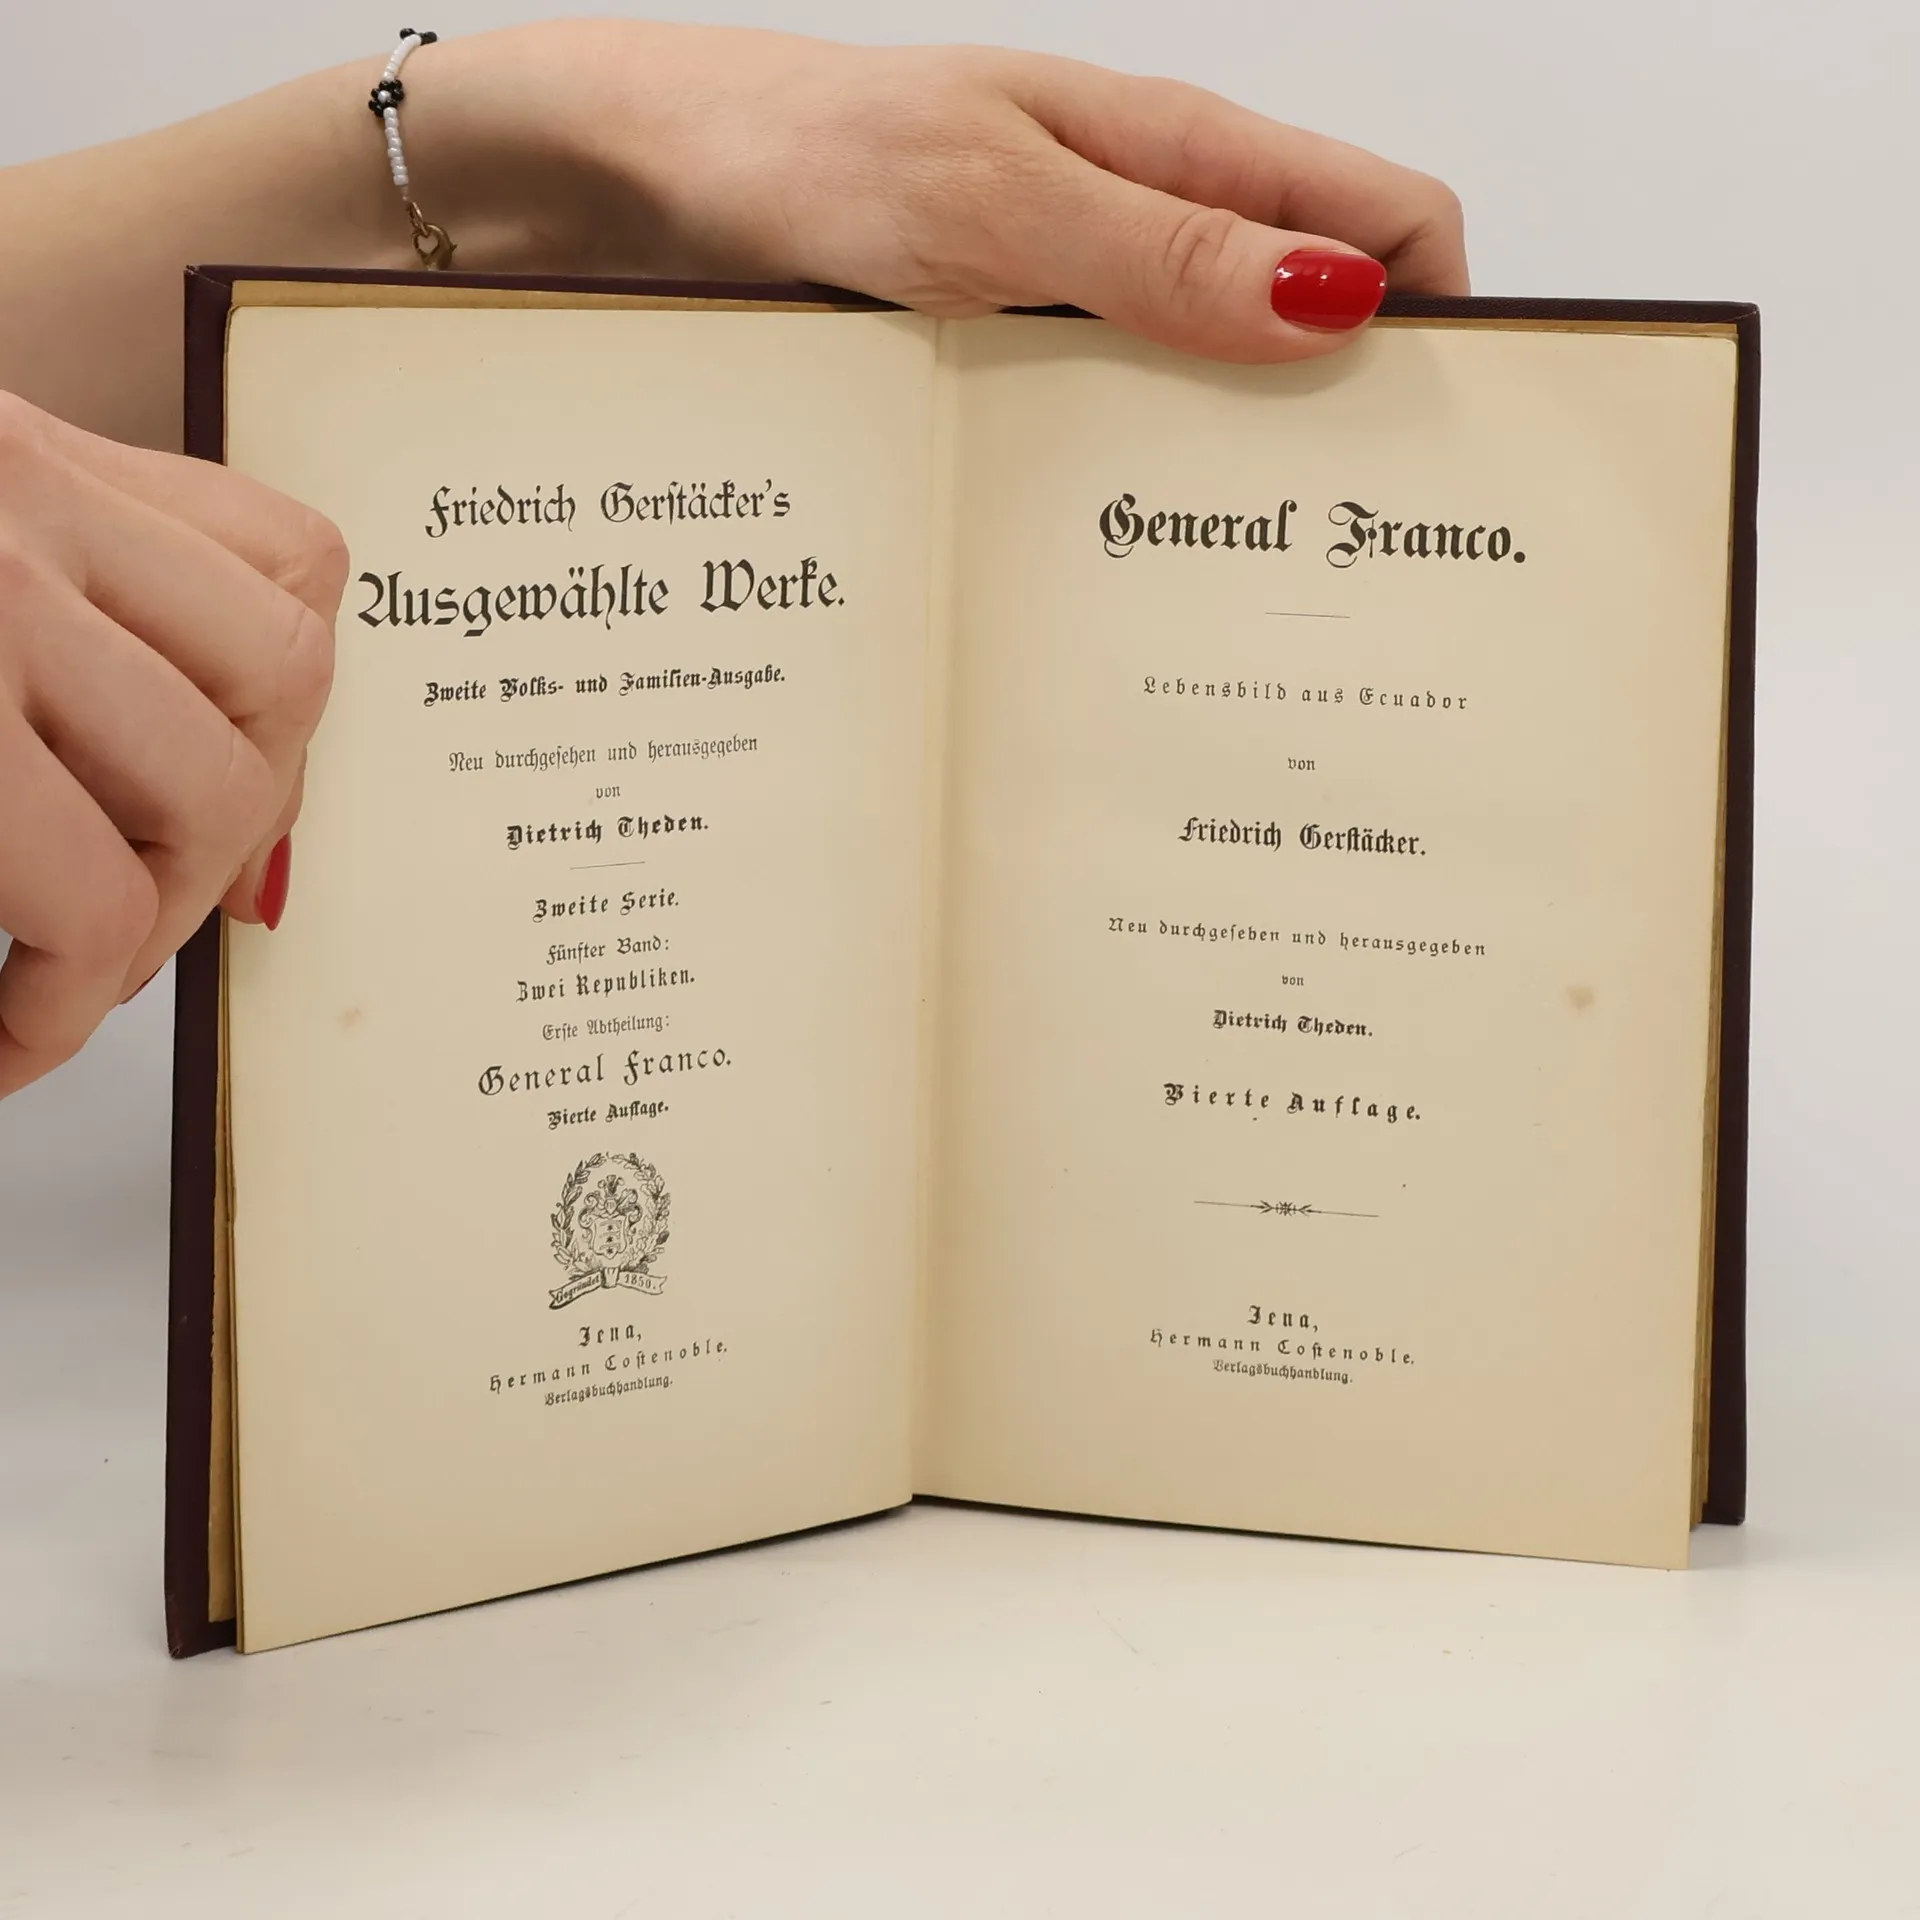 Friedrich Gerstäcker's
Ausgewählte Werke.
Zweite Volks- und Familien-Ausgabe.
Neu durchgesehen und herausgegeben
von
Dietrich Theden.
Zweite Serie.
Fünfter Band:
Zwei Republiken.
Erste Abtheilung:
General Franco.
Vierte Auflage.
Gegründet 1850.
Jena,
Hermann Costenoble.
Verlagsbuchhandlung.
General Franco.
Lebensbild aus Ecuador
von
Friedrich Gerstäcker.
Neu durchgesehen und herausgegeben
von
Dietrich Theden.
Vierte Auflage.
Jena,
Hermann Costenoble.
Verlagsbuchhandlung.